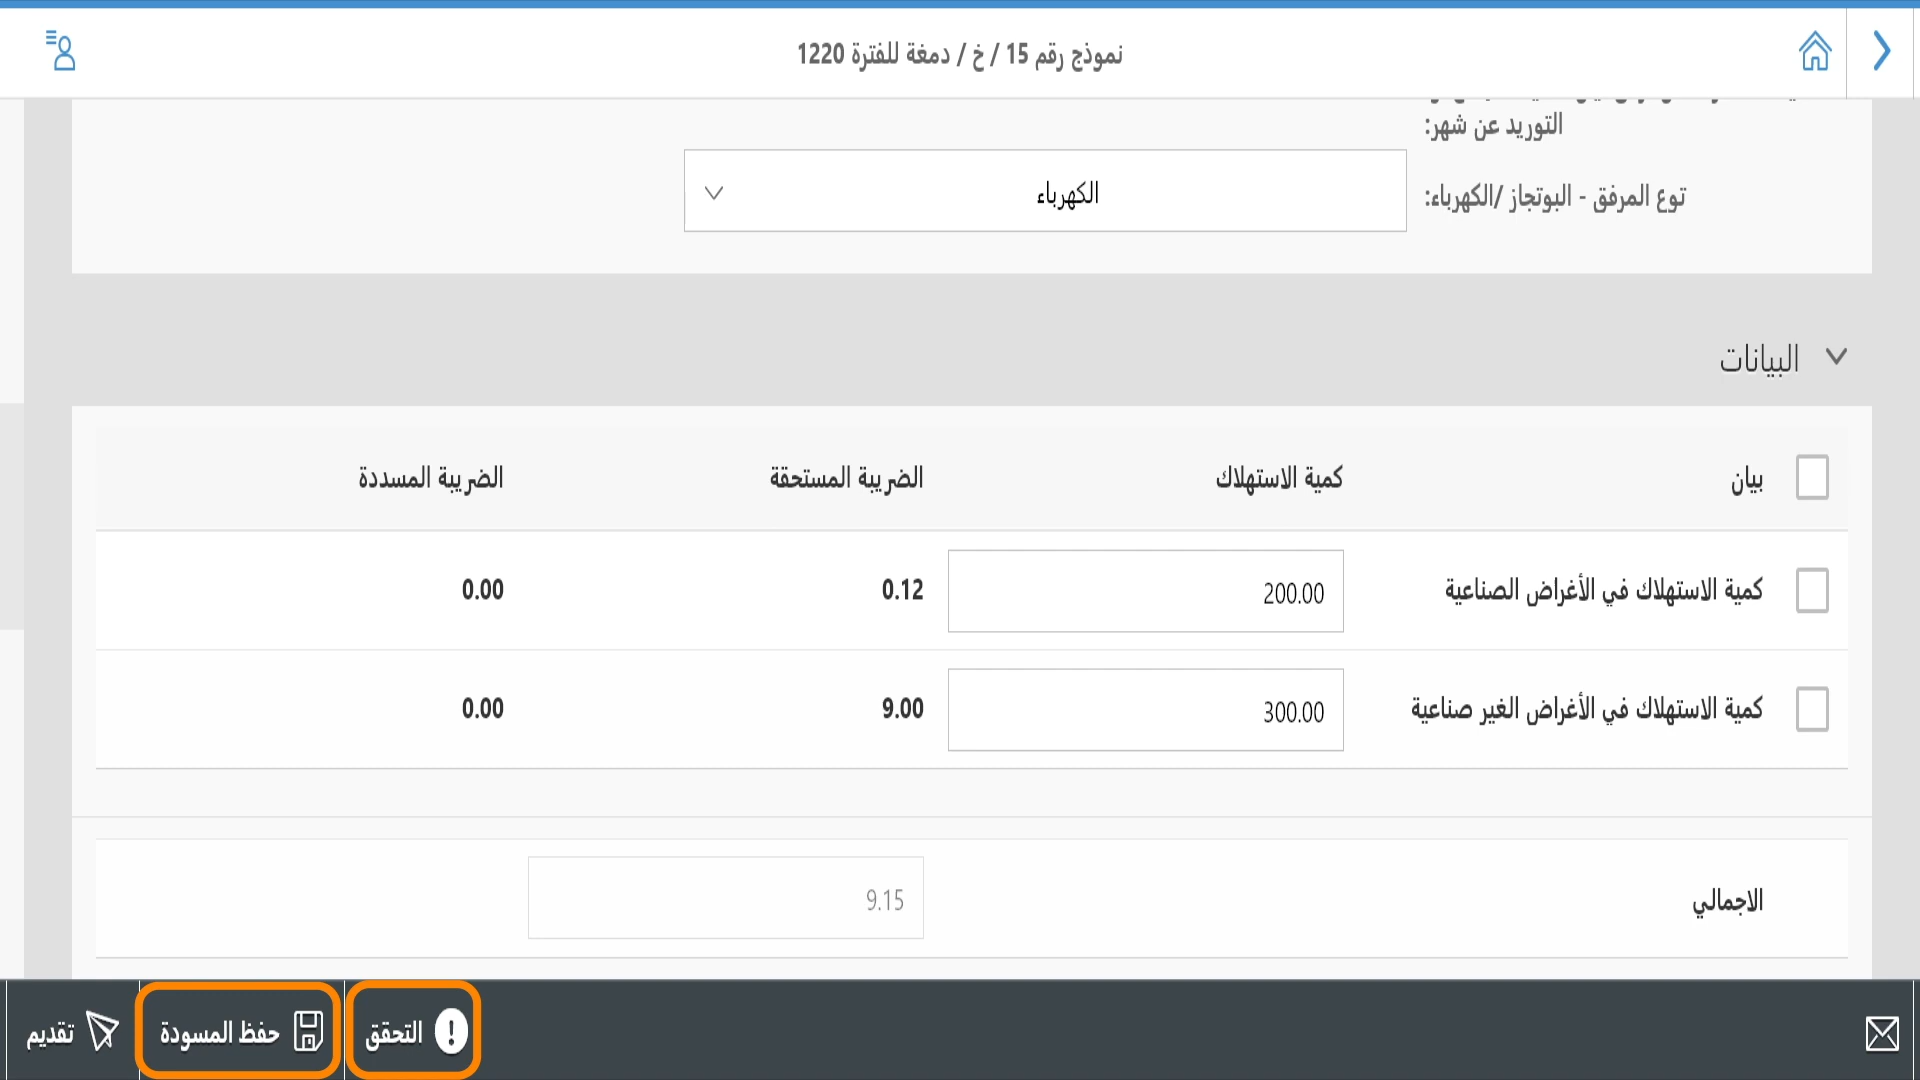 نموذج رقم 15 / خ / دمغة للفترة 1220
التوريد عن شهر:
توع المرفق - البوتجاز /الكهرباء:
الكهرباء
البيانات
بيان
كمية الاستهلاك
الضريبة المستحقة
الضريبة المسددة
كمية الاستهلاك في الأغراض الصناعية
200.00
0.12
0.00
كمية الاستهلاك في الأغراض الغير صناعية
300.00
9.00
0.00
الاجمالي
9.15
التحقق
حفظ المسودة
تقديم